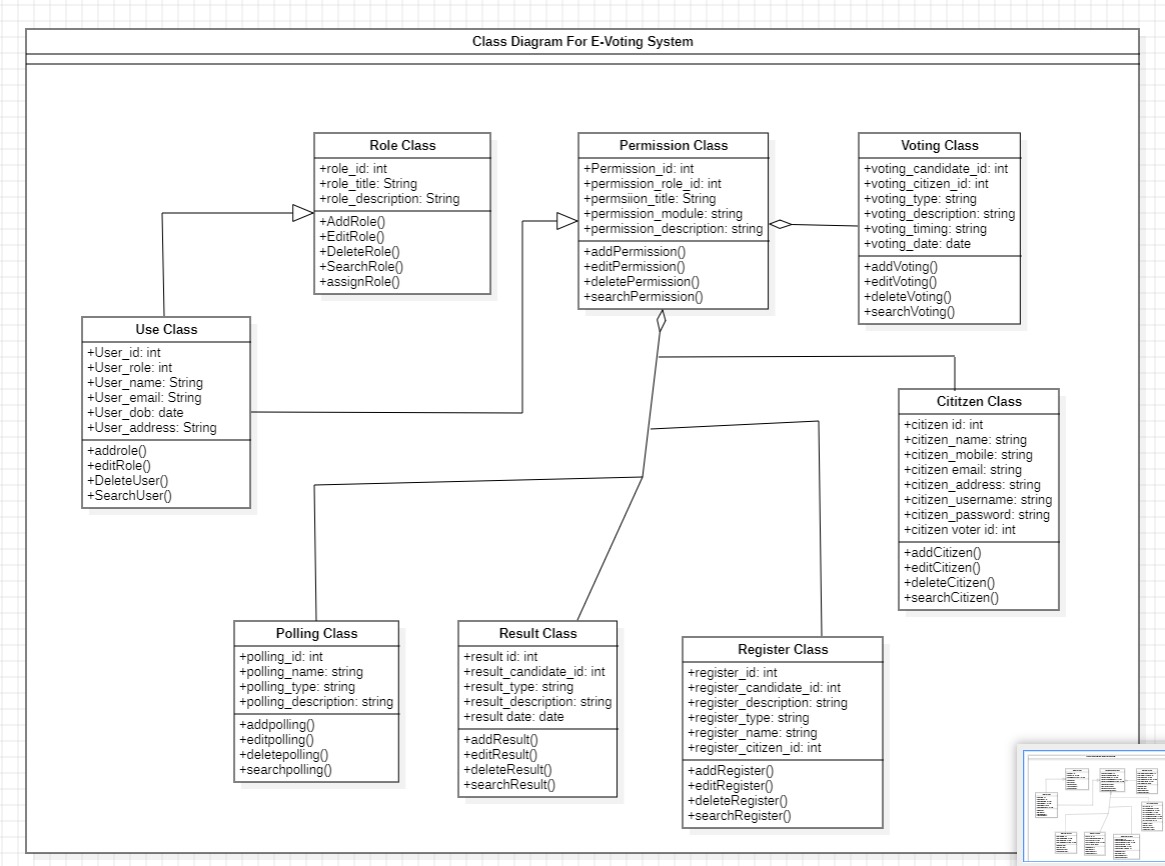 Class Diagram For E-Voting System
Role Class
+role_id: int
+role_title: String
+role_description: String
+AddRole()
+EditRole()
+DeleteRole()
+SearchRole()
+assignRole()
Permission Class
+Permission_id: int
+permission_role_id: int
+permsiion_title: String
+permission_module: string
+permission_description: string
+addPermission()
+editPermission()
+deletePermission()
+searchPermission()
Voting Class
+voting_candidate_id: int
+voting_citizen_id: int
+voting_type: string
+voting_description: string
+voting_timing: string
+voting_date: date
+addVoting()
+editVoting()
+deleteVoting()
+searchVoting()
Use Class
+User_id: int
+User_role: int
+User_name: String
+User_email: String
+User_dob: date
+User_address: String
+addrole()
+editRole()
+DeleteUser()
+SearchUser()
Cititzen Class
+citizen id: int
+citizen_name: string
+citizen_mobile: string
+citizen email: string
+citizen_address: string
+citizen_username: string
+citizen_password: string
+citizen voter id: int
+addCitizen()
+editCitizen()
+deleteCitizen()
+searchCitizen()
Polling Class
+polling_id: int
+polling_name: string
+polling_type: string
+polling_description: string
+addpolling()
+editpolling()
+deletepolling()
+searchpolling()
Result Class
+result id: int
+result_candidate_id: int
+result_type: string
+result_description: string
+result date: date
+addResult()
+editResult()
+deleteResult()
+searchResult()
Register Class
+register_id: int
+register_candidate_id: int
+register_description: string
+register_type: string
+register_name: string
+register_citizen_id: int
+addRegister()
+editRegister()
+deleteRegister()
+searchRegister()